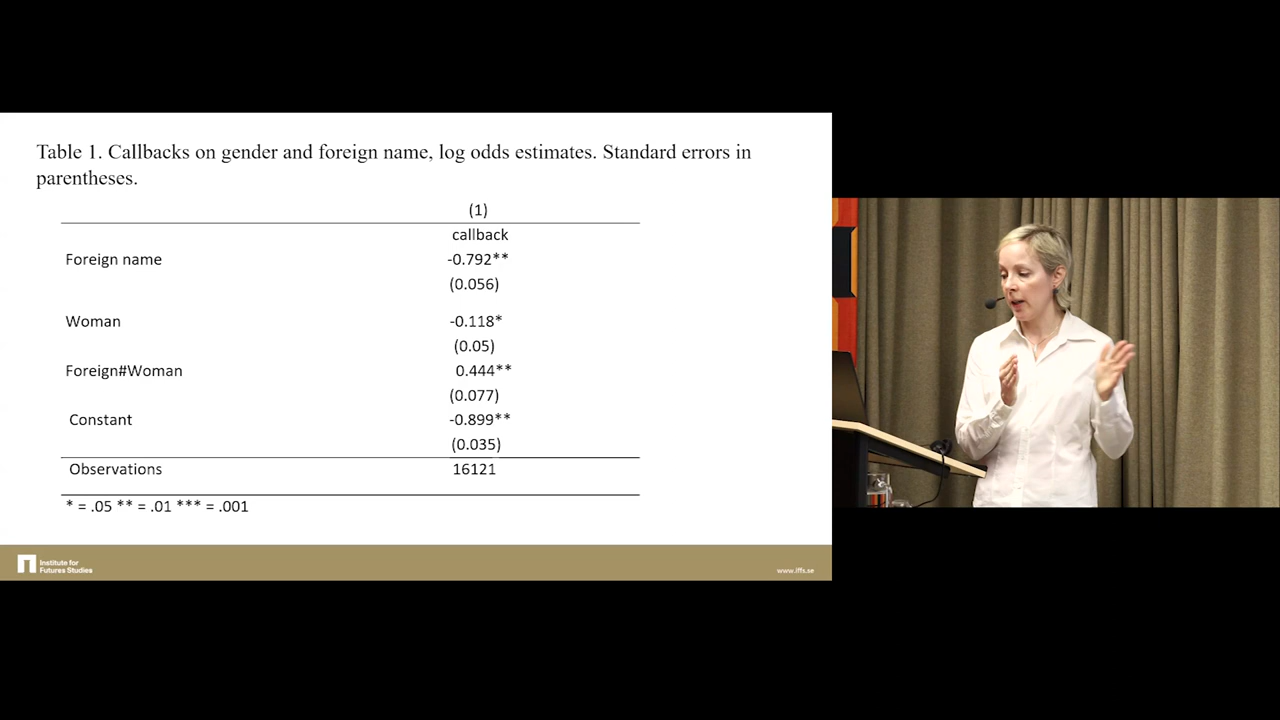 Table 1. Callbacks on gender and foreign name, log odds estimates. Standard errors in
parentheses.
(1)
callback
Foreign name -0.792**
(0.056)
Woman -0.118*
(0.05)
Foreign#Woman 0.444**
(0.077)
Constant -0.899**
(0.035)
Observations 16121
* = .05 ** = .01 *** = .001
Institute for
Futures Studies
www.iffs.se